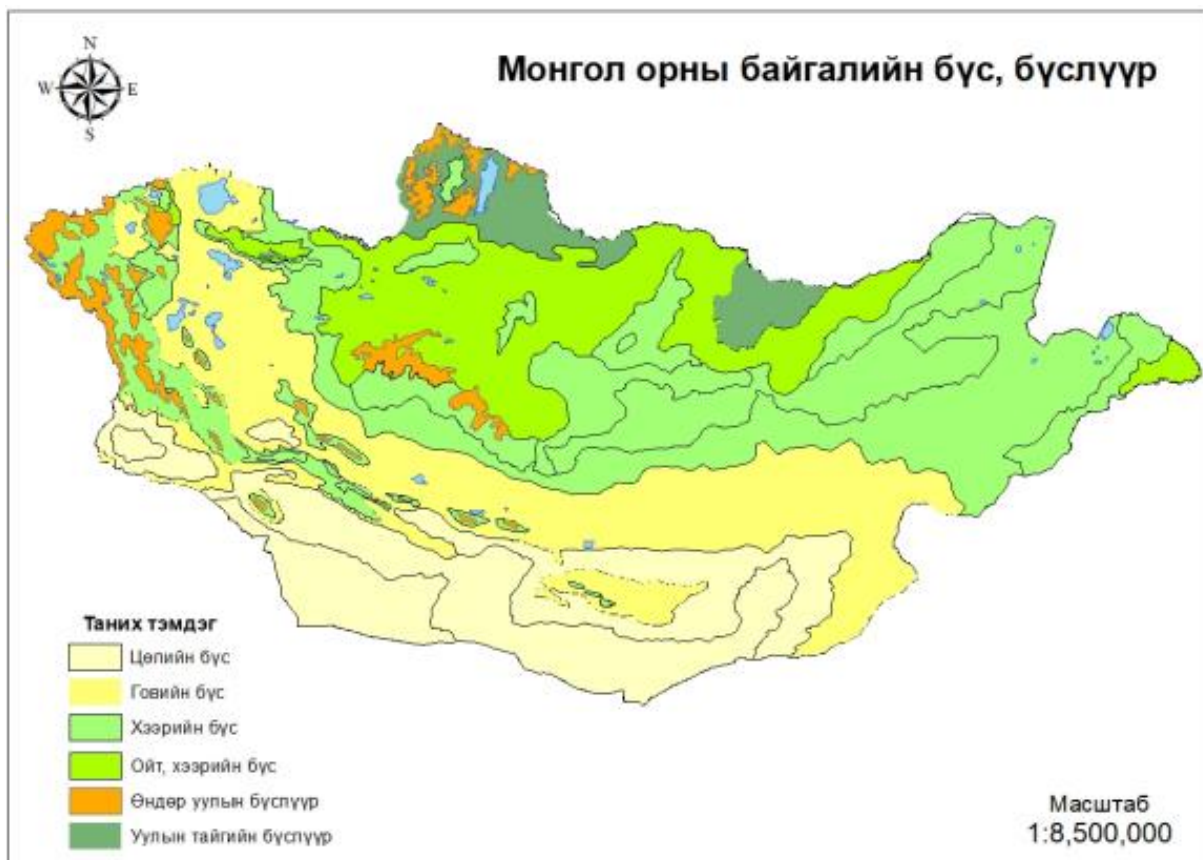 N
Монгол орны байгалийн бүс, бүслүүр
W E
S
Таних тэмдэг
Цөлийн бүс
Говийн бүс
Хээрийн бүс
Ойт, хээрийн бүс
Өндөр уулын бүслүүр
Уулын тайгийн бүслүүр
Масштаб
1:8,500,000